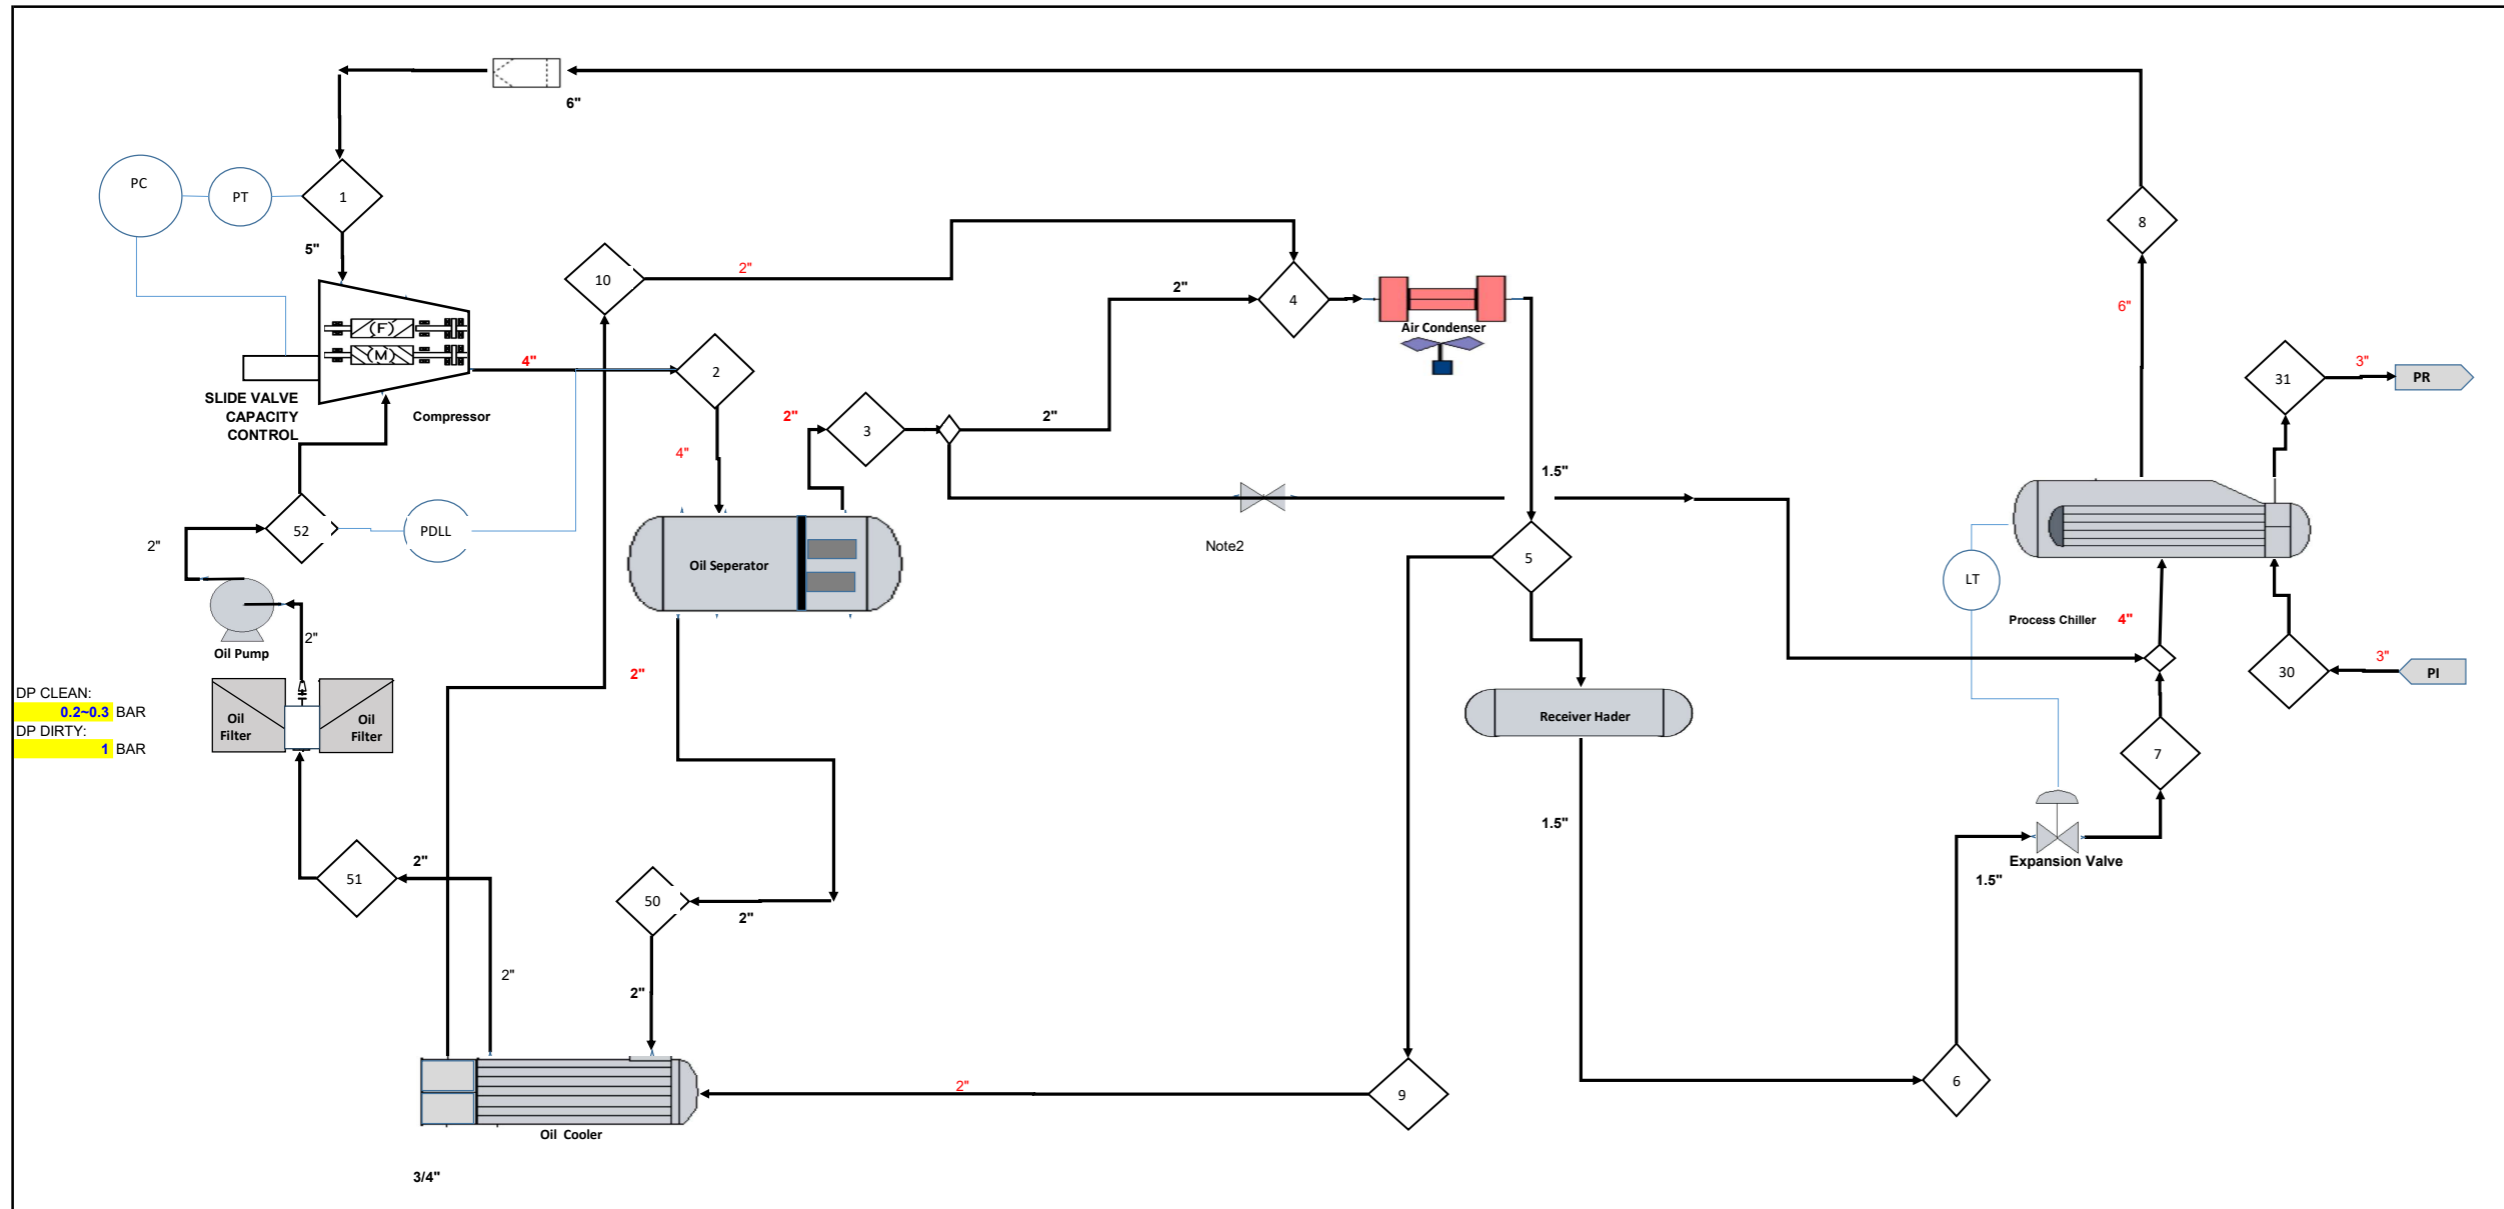 6"
PC
PT
1
5"
8
10
2"
4
2"
6"
Air Condenser
(F)
(M)
4"
2
31
3"
PR
SLIDE VALVE
CAPACITY
CONTROL
Compressor
2"
3
2"
4"
1.5"
52
PDLL
2"
Note2
5
Oil Seperator
LT
Process Chiller
4"
2"
Oil Pump
2"
30
3"
PI
DP CLEAN:
0.2~0.3 BAR
DP DIRTY:
1 BAR
Oil
Filter
Oil
Filter
Receiver Hader
7
1.5"
Expansion Valve
1.5"
2"
51
50
2"
2"
2"
2"
9
6
Oil Cooler
3/4"